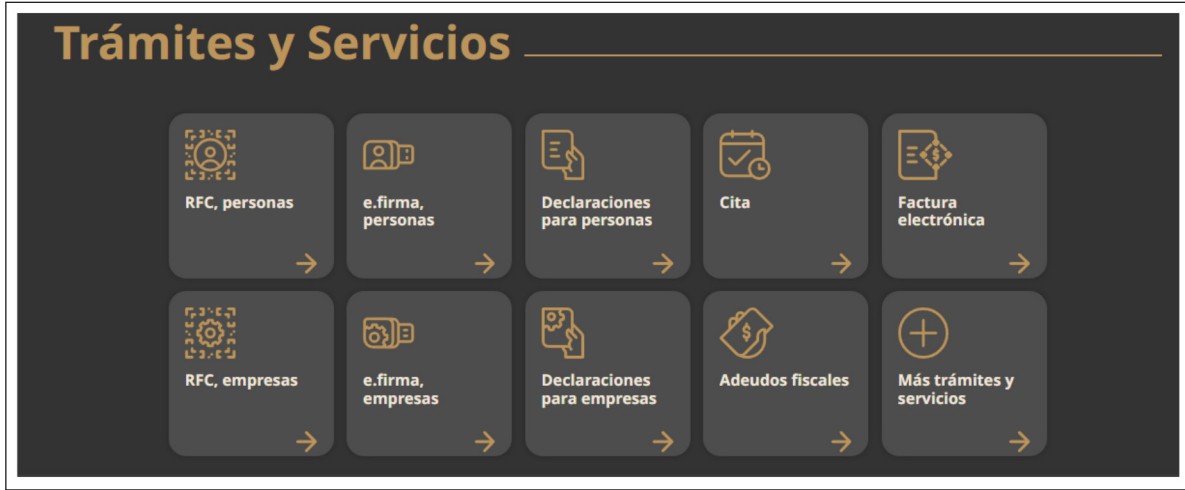 Trámites y Servicios
RFC, personas
e.firma,
personas
Declaraciones
para personas
Cita
Factura
electrónica
RFC, empresas
e.firma,
empresas
Declaraciones
para empresas
Adeudos fiscales
Más trámites y
servicios